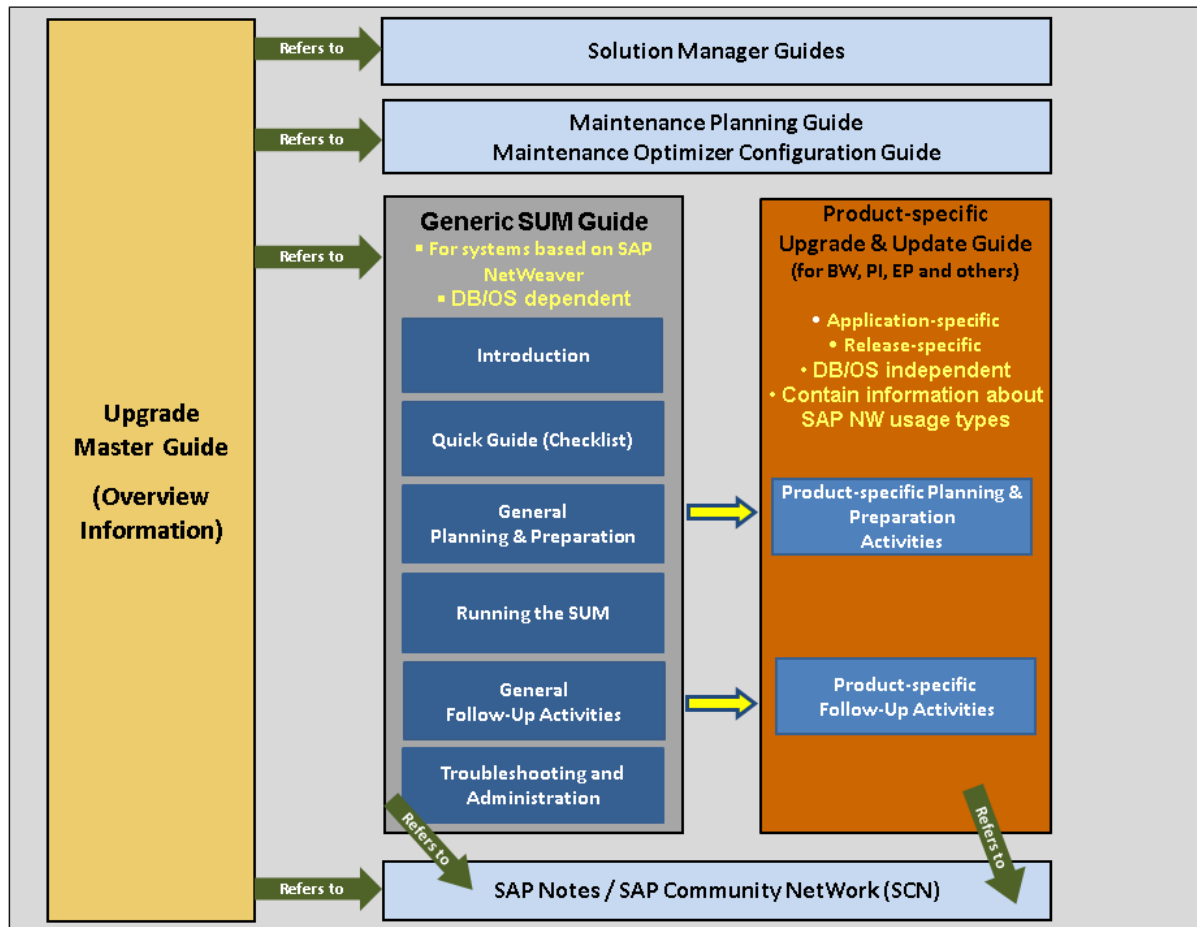 Upgrade
Master Guide
(Overview
Information)
Refers to
Solution Manager Guides
Refers to
Maintenance Planning Guide
Maintenance Optimizer Configuration Guide
Refers to
Generic SUM Guide
▪ For systems based on SAP
NetWeaver
▪ DB/OS dependent
Introduction
Quick Guide (Checklist)
General
Planning & Preparation
Running the SUM
General
Follow-Up Activities
Troubleshooting and
Administration
Product-specific
Upgrade & Update Guide
(for BW, PI, EP and others)
• Application-specific
• Release-specific
• DB/OS independent
• Contain information about
SAP NW usage types
Product-specific Planning &
Preparation
Activities
Product-specific
Follow-Up Activities
Refers to
Refers to
Refers to
SAP Notes / SAP Community NetWork (SCN)